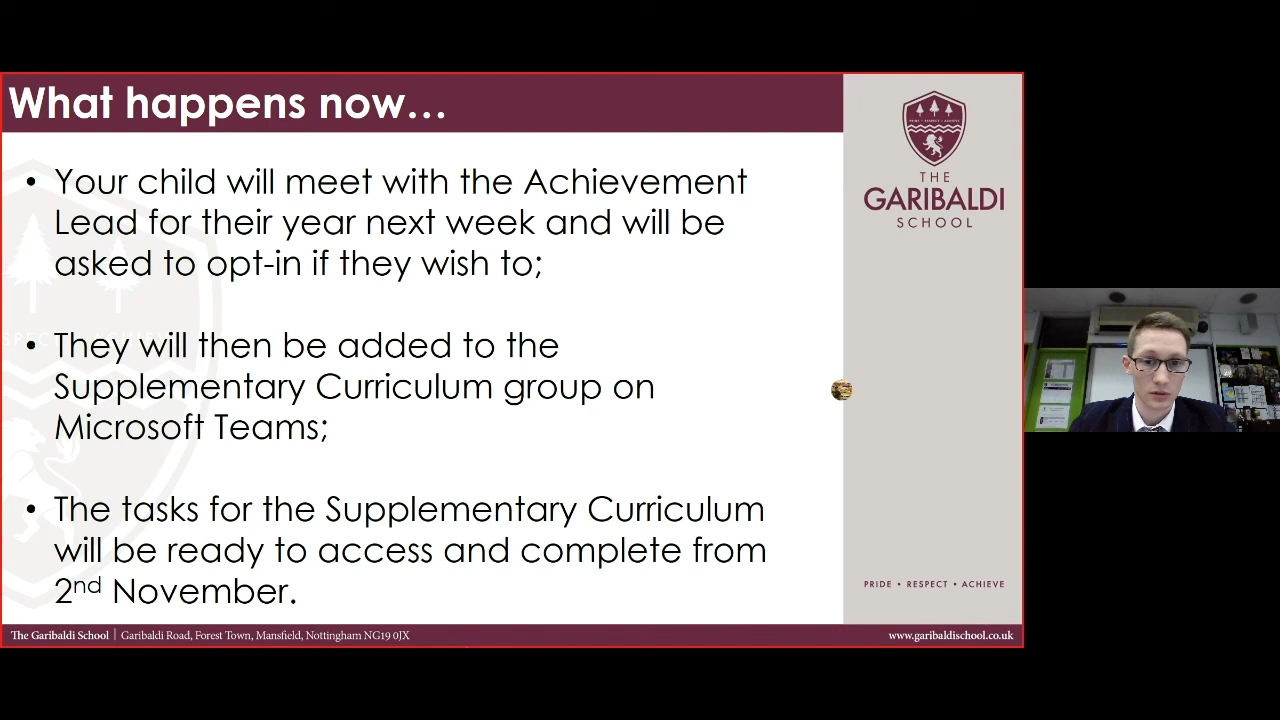 What happens now...
• Your child will meet with the Achievement
Lead for their year next week and will be
asked to opt-in if they wish to;
• They will then be added to the
Supplementary Curriculum group on
Microsoft Teams;
• The tasks for the Supplementary Curriculum
will be ready to access and complete from
2nd November.
PRIDE • RESPECT • ACHIEVE
THE
GARIBALDI
SCHOOL
PRIDE • RESPECT • ACHIEVE
The Garibaldi School | Garibaldi Road, Forest Town, Mansfield, Nottingham NG19 0JX
www.garibaldischool.co.uk